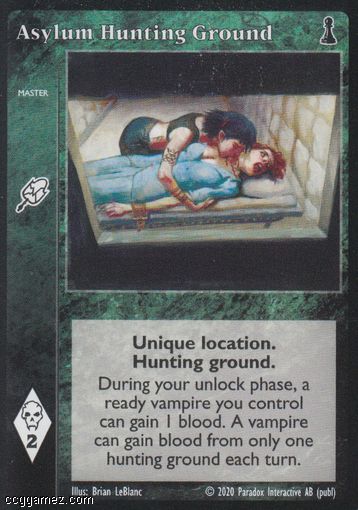 Asylum Hunting Ground
MASTER
Unique location.
Hunting ground.
During your unlock phase, a
ready vampire you control
can gain 1 blood. A vampire
can gain blood from only one
hunting ground each turn.
2
Illus: Brian LeBlanc © 2020 Paradox Interactive AB (publ)
ccggamez.com